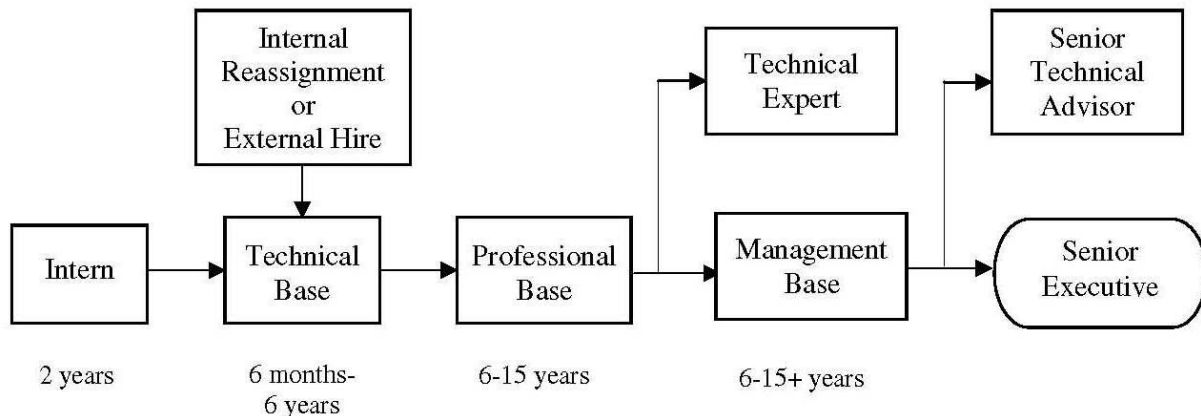 Internal
Reassignment
or
External Hire
Technical
Expert
Senior
Technical
Advisor
Intern
Technical
Base
Professional
Base
Management
Base
Senior
Executive
2 years
6 months-
6 years
6-15 years
6-15+ years